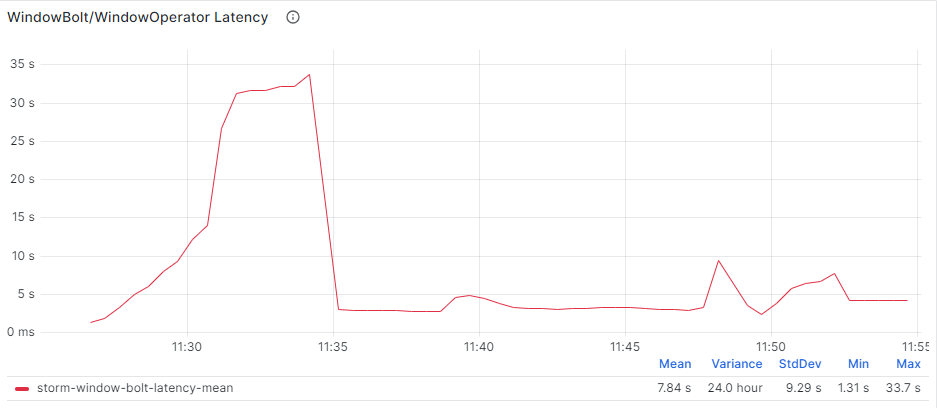 WindowBolt/WindowOperator Latency
35 s
30 s
25 s
20 s
15 s
10 s
5 s
0 ms
11:30 11:35 11:40 11:45 11:50 11:55
Mean Variance StdDev Min Max
storm-window-bolt-latency-mean 7.84 s 24.0 hour 9.29 s 1.31 s 33.7 s